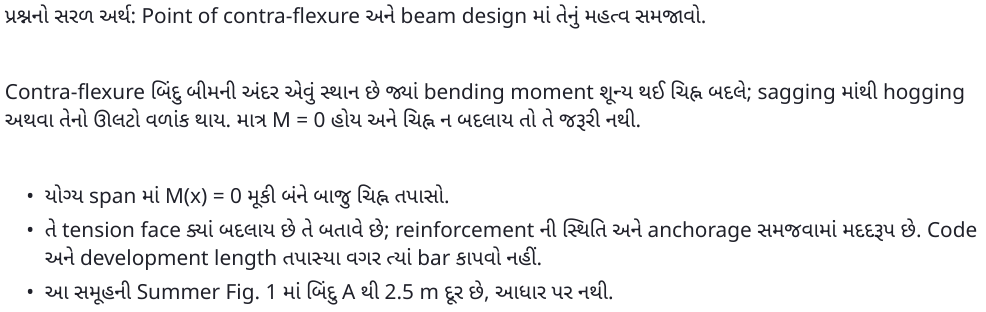 પ્રશ્નનો સરળ અર્થ: Point of contra-flexure અને beam design માં તેનું મહત્વ સમજાવો.
Contra-flexure બિંદુ બીમની અંદર એવું સ્થાન છે જ્યાં bending moment શૂન્ય થઈ ચિહ્ન બદલે; sagging માંથી hogging
અથવા તેનો ઊલટો વળાંક થાય. માત્ર M = 0 હોય અને ચિહ્ન ન બદલાય તો તે જરૂરી નથી.
• યોગ્ય span માં M(x) = 0 મૂકી બંને બાજુ ચિહ્ન તપાસો.
• તે tension face ક્યાં બદલાય છે તે બતાવે છે; reinforcement ની સ્થિતિ અને anchorage સમજવામાં મદદરૂપ છે. Code
અને development length તપાસ્યા વગર ત્યાં bar કાપવો નહીં.
• આ સમૂહની Summer Fig. 1 માં બિંદુ A થી 2.5 m દૂર છે, આધાર પર નથી.